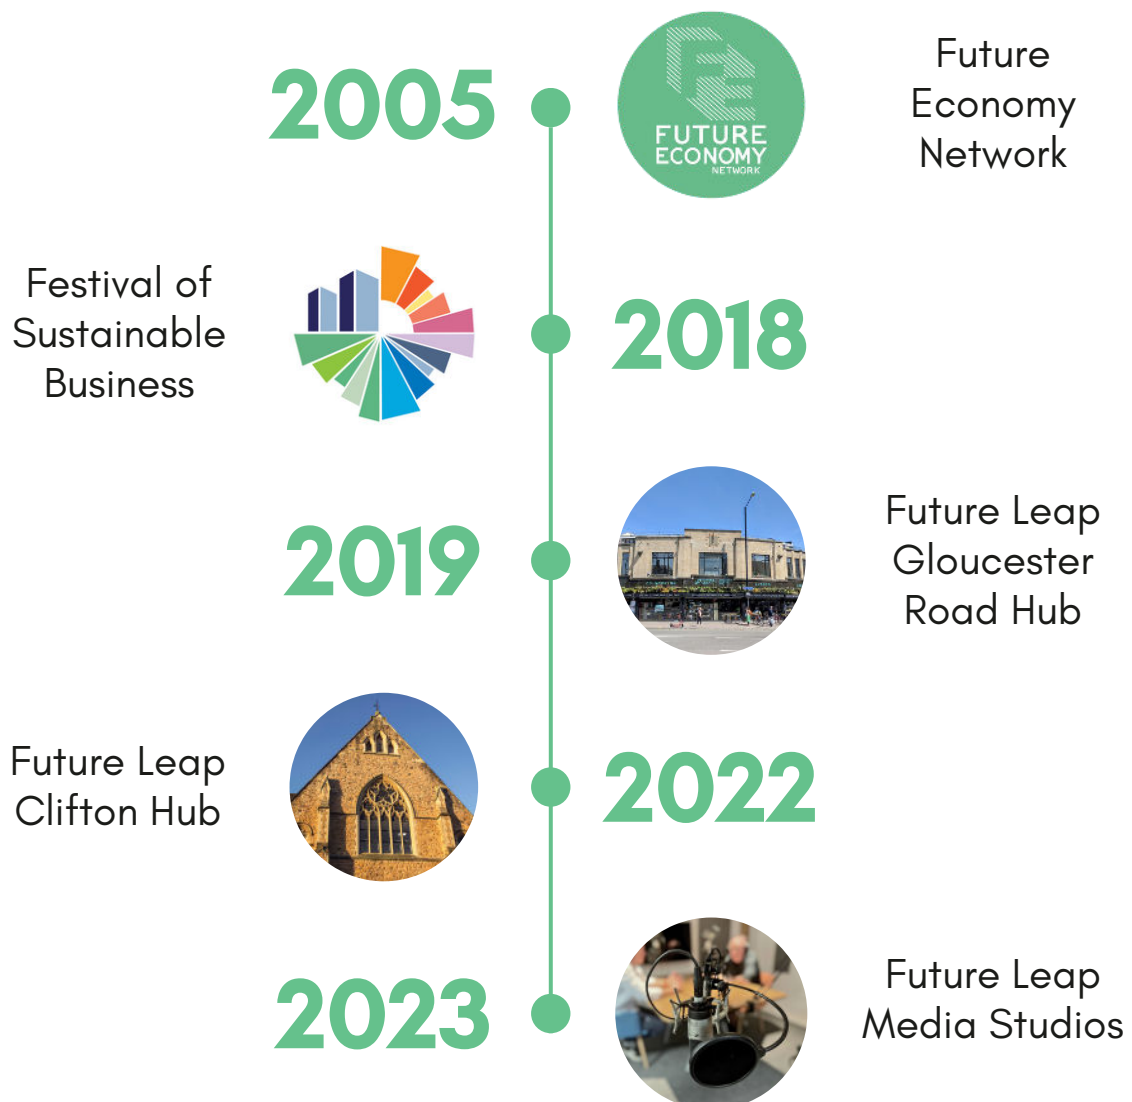 2005
FUTURE
ECONOMY
NETWORK
Future
Economy
Network
Festival of
Sustainable
Business
2018
2019
Future Leap
Gloucester
Road Hub
Future Leap
Clifton Hub
2022
2023
Future Leap
Media Studios